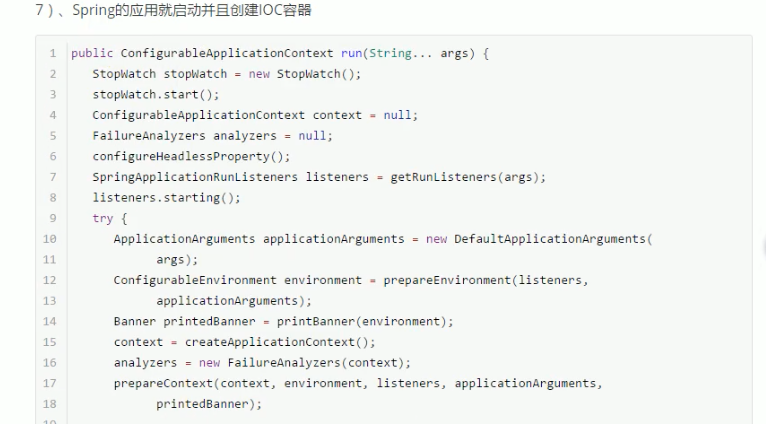 7）、Spring的应用就启动并且创建IOC容器
1 public ConfigurableApplicationContext run(String... args) {
2 StopWatch stopWatch = new StopWatch();
3 stopWatch.start();
4 ConfigurableApplicationContext context = null;
5 FailureAnalyzers analyzers = null;
6 configureHeadlessProperty();
7 SpringApplicationRunListeners listeners = getRunListeners(args);
8 listeners.starting();
9 try {
10 ApplicationArguments applicationArguments = new DefaultApplicationArguments(
11 args);
12 ConfigurableEnvironment environment = prepareEnvironment(listeners,
13 applicationArguments);
14 Banner printedBanner = printBanner(environment);
15 context = createApplicationContext();
16 analyzers = new FailureAnalyzers(context);
17 prepareContext(context, environment, listeners, applicationArguments,
18 printedBanner);